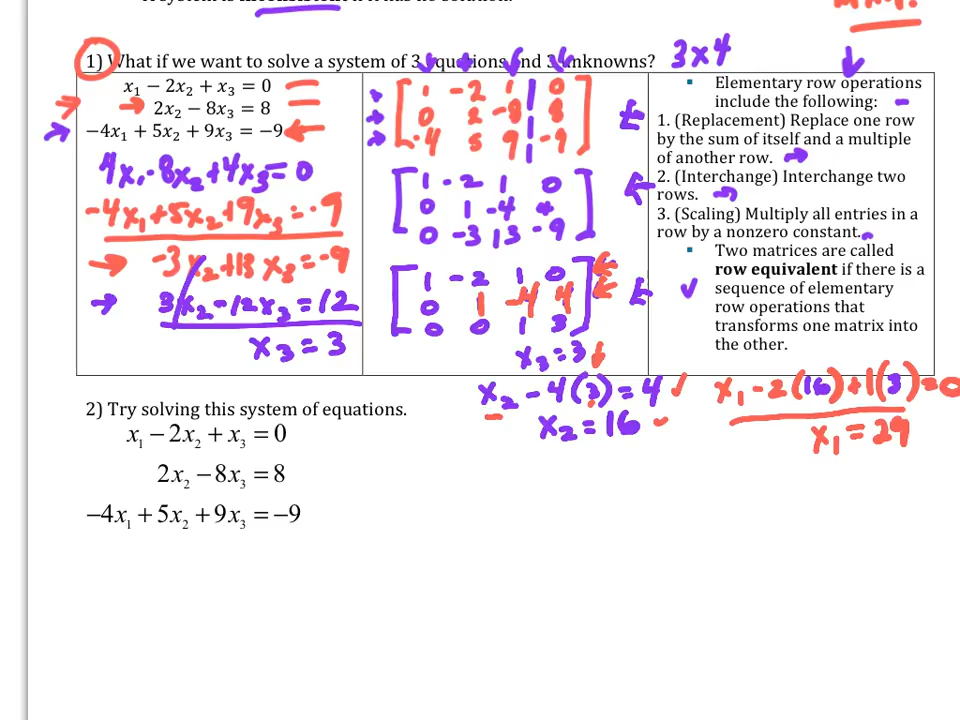 1) What if we want to solve a system of 3 equations and 3 unknowns? 3x4
x₁ − 2x₂ + x₃ = 0
2x₂ − 8x₃ = 8
−4x₁ + 5x₂ + 9x₃ = −9
4x₁ - 8x₂ + 4x₃ = 0
-4x₁ + 5x₂ + 9x₃ = -9
-3x₂ + 13x₃ = -9
3x₂ - 12x₃ = 12
x₃ = 3
1 -2 1 | 0
0 2 -8 | 8
-4 5 9 | -9
1 -2 1 0
0 1 -4 4
0 -3 13 -9
1 -2 1 0
0 1 -4 4
0 0 1 3
x₃ = 3
x₂ - 4(3) = 4
x₂ = 16
▪ Elementary row operations
include the following:
1. (Replacement) Replace one row
by the sum of itself and a multiple
of another row.
2. (Interchange) Interchange two
rows.
3. (Scaling) Multiply all entries in a
row by a nonzero constant.
▪ Two matrices are called
row equivalent if there is a
sequence of elementary
row operations that
transforms one matrix into
the other.
x₁ - 2(16) + 1(3) = 0
x₁ = 29
2) Try solving this system of equations.
x₁ − 2x₂ + x₃ = 0
2x₂ − 8x₃ = 8
−4x₁ + 5x₂ + 9x₃ = −9